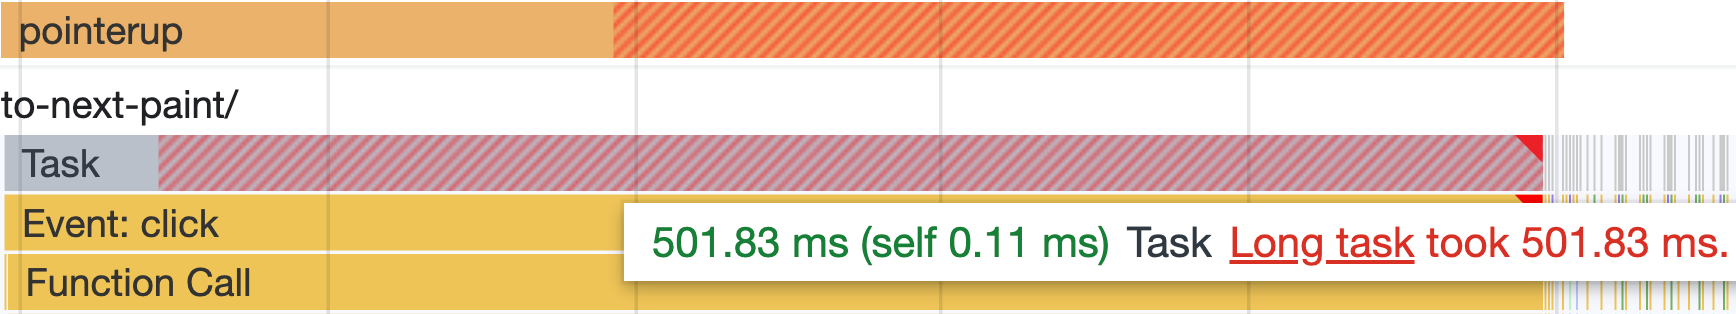 pointerup
to-next-paint/
Task
Event: click
501.83 ms (self 0.11 ms) Task Long task took 501.83 ms.
Function Call